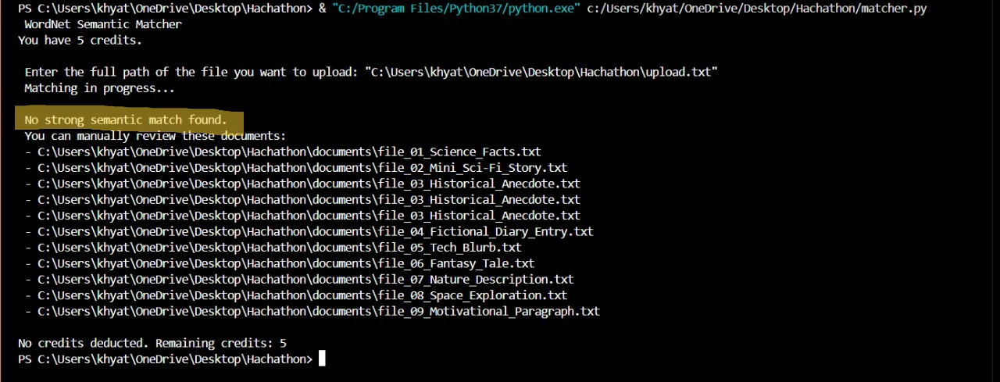 PS C:\Users\khyat\OneDrive\Desktop\Hachathon> & "C:/Program Files/Python37/python.exe" c:/Users/khyat/OneDrive/Desktop/Hachathon/matcher.py
WordNet Semantic Matcher
You have 5 credits.
Enter the full path of the file you want to upload: "C:\Users\khyat\OneDrive\Desktop\Hachathon\upload.txt"
Matching in progress...
No strong semantic match found.
You can manually review these documents:
- C:\Users\khyat\OneDrive\Desktop\Hachathon\documents\file_01_Science_Facts.txt
- C:\Users\khyat\OneDrive\Desktop\Hachathon\documents\file_02_Mini_Sci-Fi_Story.txt
- C:\Users\khyat\OneDrive\Desktop\Hachathon\documents\file_03_Historical_Anecdote.txt
- C:\Users\khyat\OneDrive\Desktop\Hachathon\documents\file_03_Historical_Anecdote.txt
- C:\Users\khyat\OneDrive\Desktop\Hachathon\documents\file_03_Historical_Anecdote.txt
- C:\Users\khyat\OneDrive\Desktop\Hachathon\documents\file_04_Fictional_Diary_Entry.txt
- C:\Users\khyat\OneDrive\Desktop\Hachathon\documents\file_05_Tech_Blurb.txt
- C:\Users\khyat\OneDrive\Desktop\Hachathon\documents\file_06_Fantasy_Tale.txt
- C:\Users\khyat\OneDrive\Desktop\Hachathon\documents\file_07_Nature_Description.txt
- C:\Users\khyat\OneDrive\Desktop\Hachathon\documents\file_08_Space_Exploration.txt
- C:\Users\khyat\OneDrive\Desktop\Hachathon\documents\file_09_Motivational_Paragraph.txt
No credits deducted. Remaining credits: 5
PS C:\Users\khyat\OneDrive\Desktop\Hachathon>